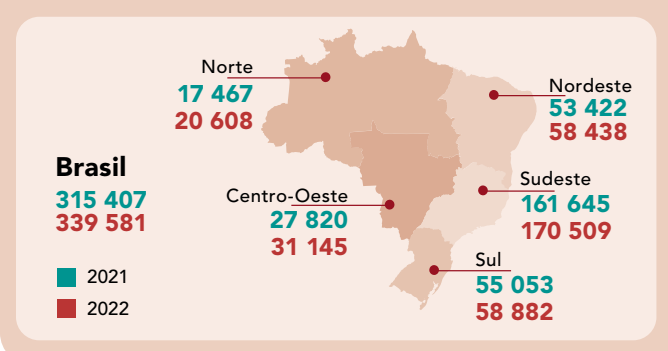 Norte
17 467
20 608
Nordeste
53 422
58 438
Brasil
315 407
339 581
Centro-Oeste
27 820
31 145
Sudeste
161 645
170 509
Sul
55 053
58 882
2021
2022